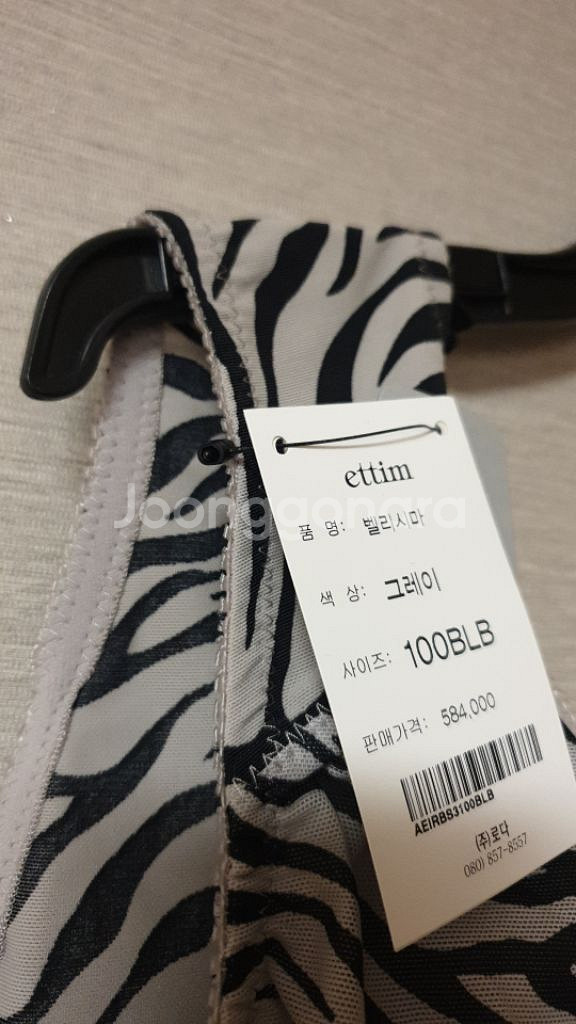 ettim
Joonggonara
품 명: 벨리시마
색 상: 그레이
사이즈: 100BLB
판매가격: 584,000
AEIRBB3100BLB
(주)로다
080) 857-8557